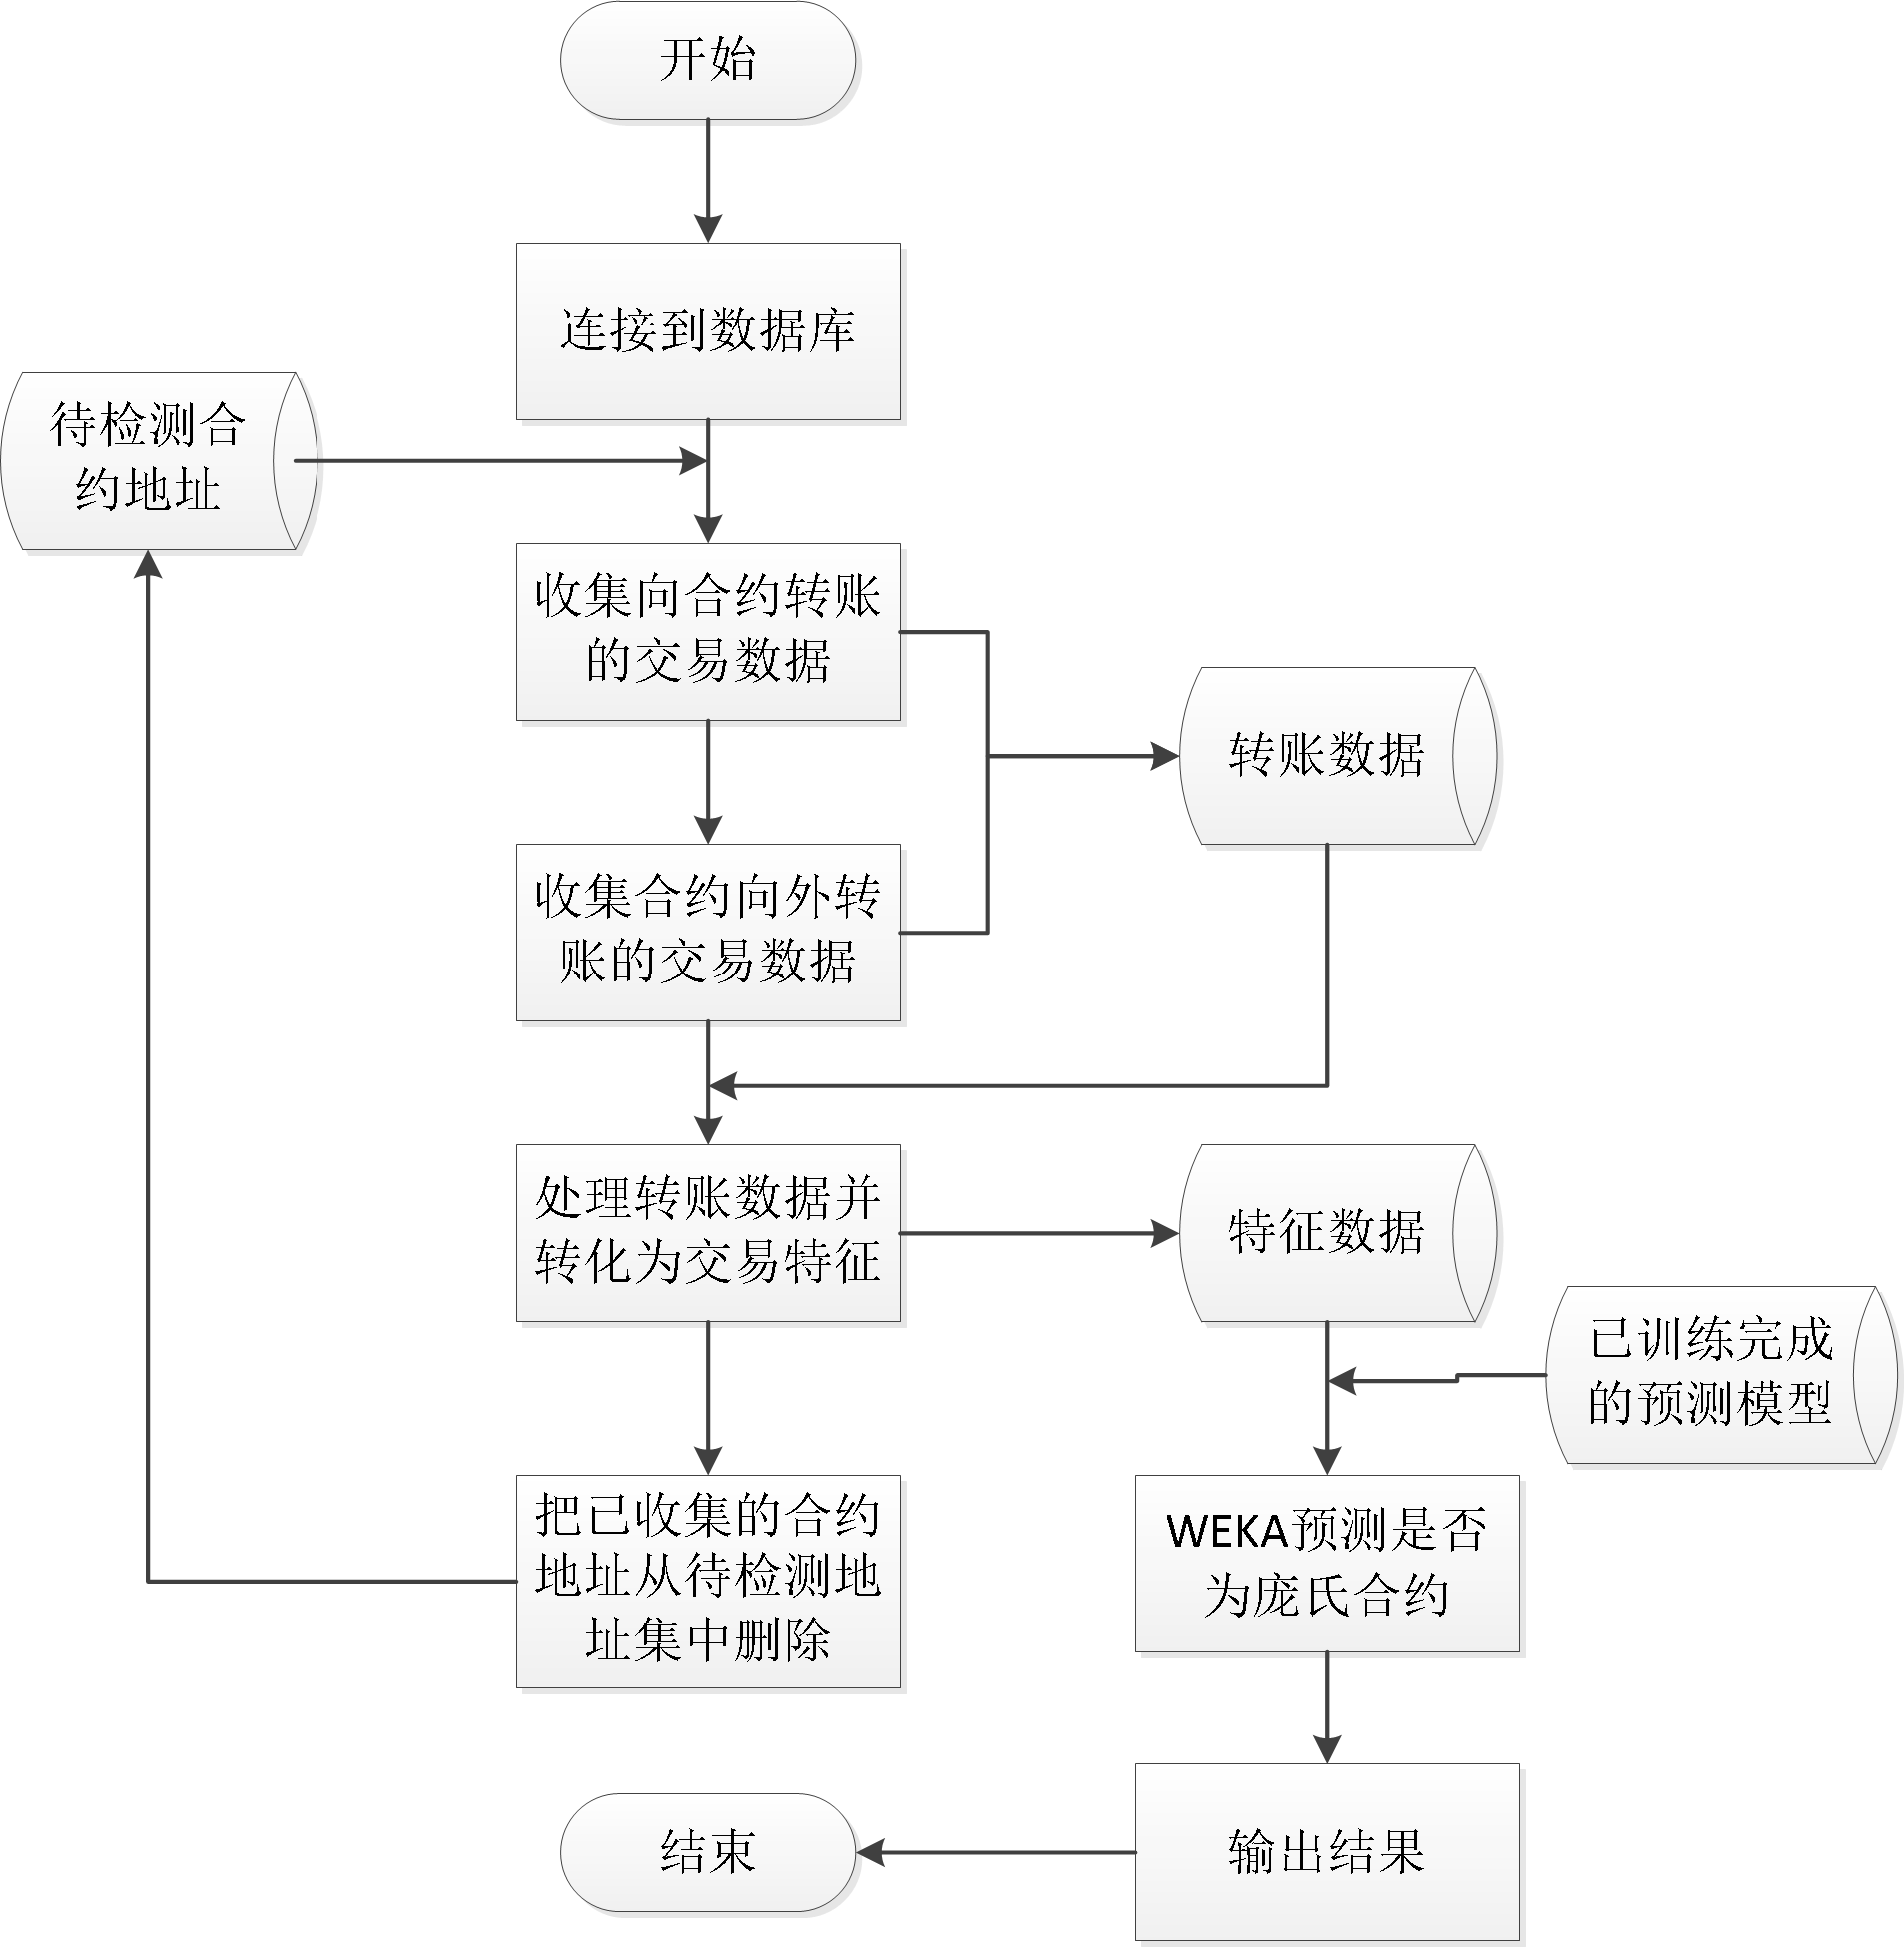 开始
连接到数据库
待检测合
约地址
收集向合约转账
的交易数据
转账数据
收集合约向外转
账的交易数据
处理转账数据并
转化为交易特征
特征数据
已训练完成
的预测模型
把已收集的合约
地址从待检测地
址集中删除
WEKA预测是否
为庞氏合约
输出结果
结束